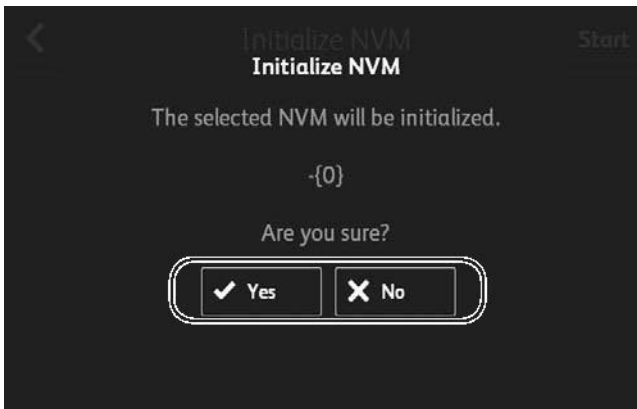 Initialize NVM
Start
Initialize NVM
The selected NVM will be initialized.
-{0}
Are you sure?
Yes
No